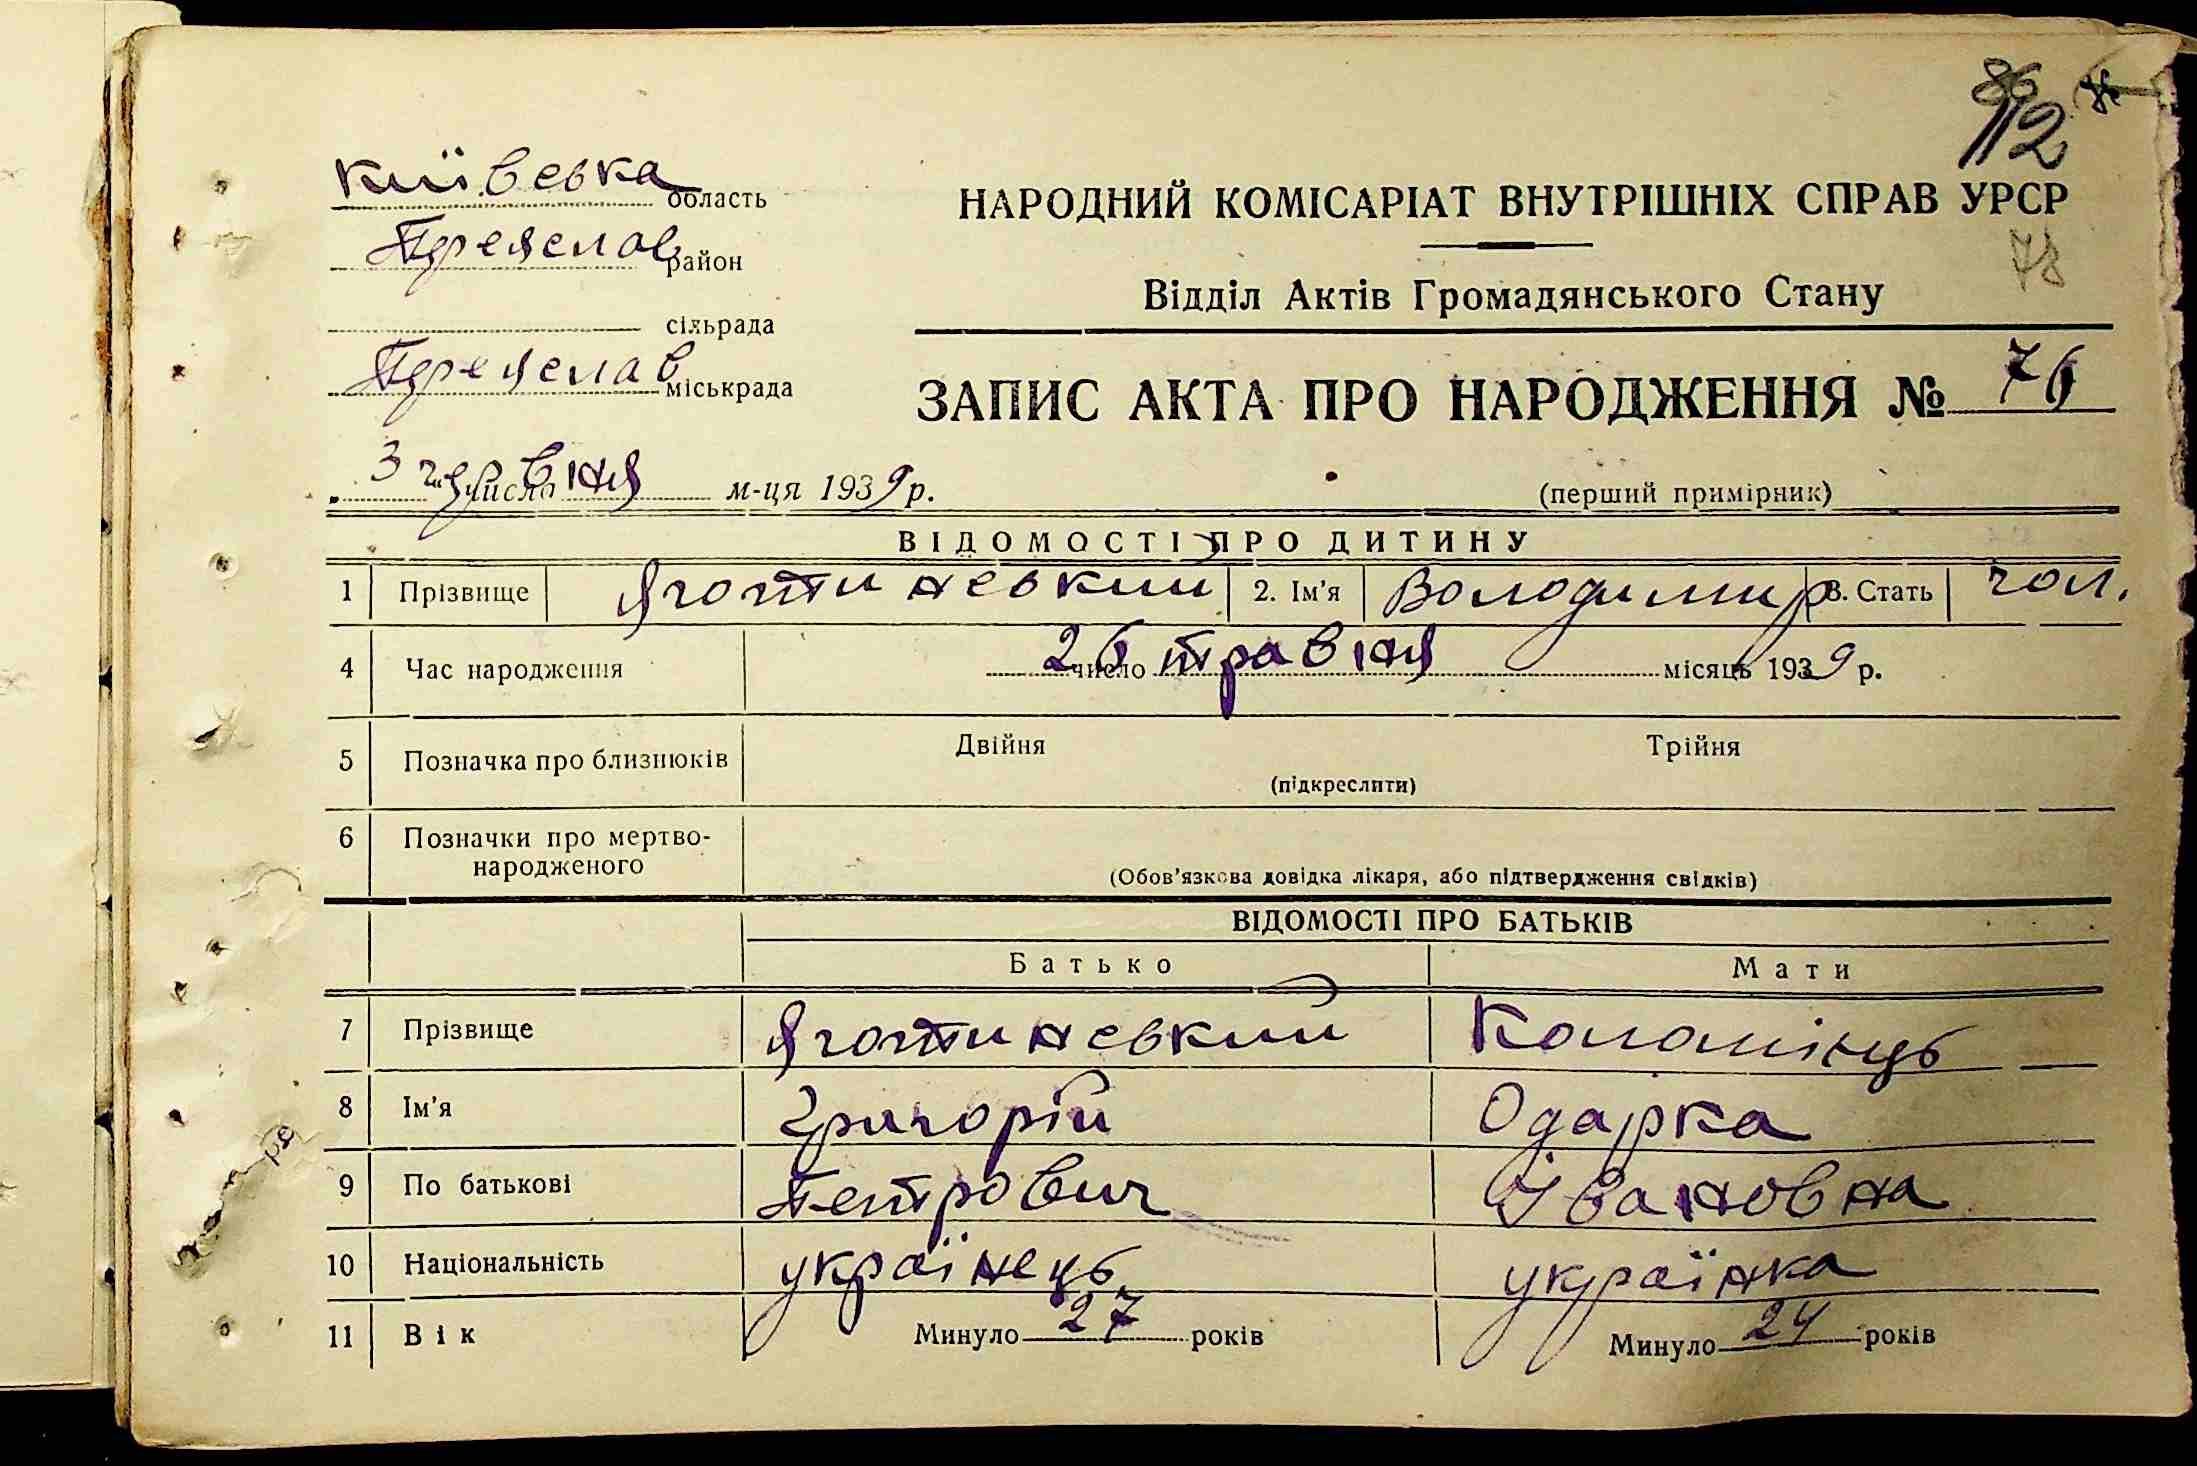 86
112
Київська область
Переяслав район
сільрада
Переяслав міськрада
НАРОДНИЙ КОМІСАРІАТ ВНУТРІШНІХ СПРАВ УРСР
78
Відділ Актів Громадянського Стану
ЗАПИС АКТА ПРО НАРОДЖЕННЯ № 76
3 червня числа м-ця 1939 р.
(перший примірник)
ВІДОМОСТІ ПРО ДИТИНУ
1 Прізвище Яготинський 2. Ім'я Володимир 3. Стать чол.
4 Час народження 26 число травня місяць 1939 р.
5 Позначка про близнюків Двійня Трійня
(підкреслити)
6 Позначки про мертво-
народженого
(Обов'язкова довідка лікаря, або підтвердження свідків)
ВІДОМОСТІ ПРО БАТЬКІВ
Батько Мати
7 Прізвище Яготинський Коломінць
8 Ім'я Григорій Одарка
9 По батькові Петрович Івановна
10 Національність українець українка
11 Вік Минуло 27 років Минуло 24 років